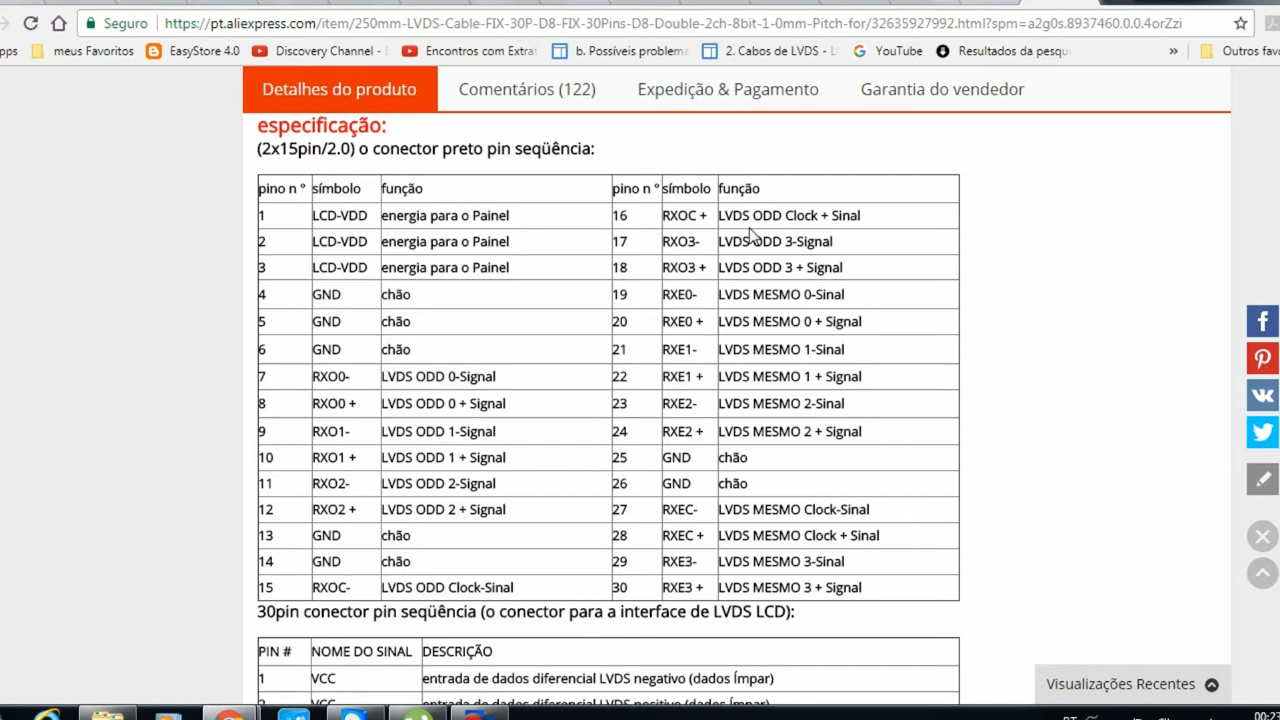 Seguro https://pt.aliexpress.com/item/250mm-LVDS-Cable-FIX-30P-D8-FIX-30Pins-D8-Double-2ch-8bit-1-0mm-Pitch-for/32635927992.html?spm=a2g0s.8937460.0.0.4orZzi
pps meus Favoritos EasyStore 4.0 Discovery Channel - Encontros com Extrat b. Possíveis problema 2. Cabos de LVDS - L YouTube Resultados da pesqu » Outros fav
Detalhes do produto Comentários (122) Expedição & Pagamento Garantia do vendedor
especificação:
(2x15pin/2.0) o conector preto pin seqüência:
pino n ° símbolo função pino n ° símbolo função
1 LCD-VDD energia para o Painel 16 RXOC + LVDS ODD Clock + Sinal
2 LCD-VDD energia para o Painel 17 RXO3- LVDS ODD 3-Signal
3 LCD-VDD energia para o Painel 18 RXO3 + LVDS ODD 3 + Signal
4 GND chão 19 RXE0- LVDS MESMO 0-Sinal
5 GND chão 20 RXE0 + LVDS MESMO 0 + Signal
6 GND chão 21 RXE1- LVDS MESMO 1-Sinal
7 RXO0- LVDS ODD 0-Signal 22 RXE1 + LVDS MESMO 1 + Signal
8 RXO0 + LVDS ODD 0 + Signal 23 RXE2- LVDS MESMO 2-Sinal
9 RXO1- LVDS ODD 1-Signal 24 RXE2 + LVDS MESMO 2 + Signal
10 RXO1 + LVDS ODD 1 + Signal 25 GND chão
11 RXO2- LVDS ODD 2-Signal 26 GND chão
12 RXO2 + LVDS ODD 2 + Signal 27 RXEC- LVDS MESMO Clock-Sinal
13 GND chão 28 RXEC + LVDS MESMO Clock + Sinal
14 GND chão 29 RXE3- LVDS MESMO 3-Sinal
15 RXOC- LVDS ODD Clock-Sinal 30 RXE3 + LVDS MESMO 3 + Signal
30pin conector pin seqüência (o conector para a interface de LVDS LCD):
PIN # NOME DO SINAL DESCRIÇÃO
1 VCC entrada de dados diferencial LVDS negativo (dados Ímpar)
2 VCC entrada de dados diferencial LVDS positivo (dados Ímpar)
Visualizações Recentes